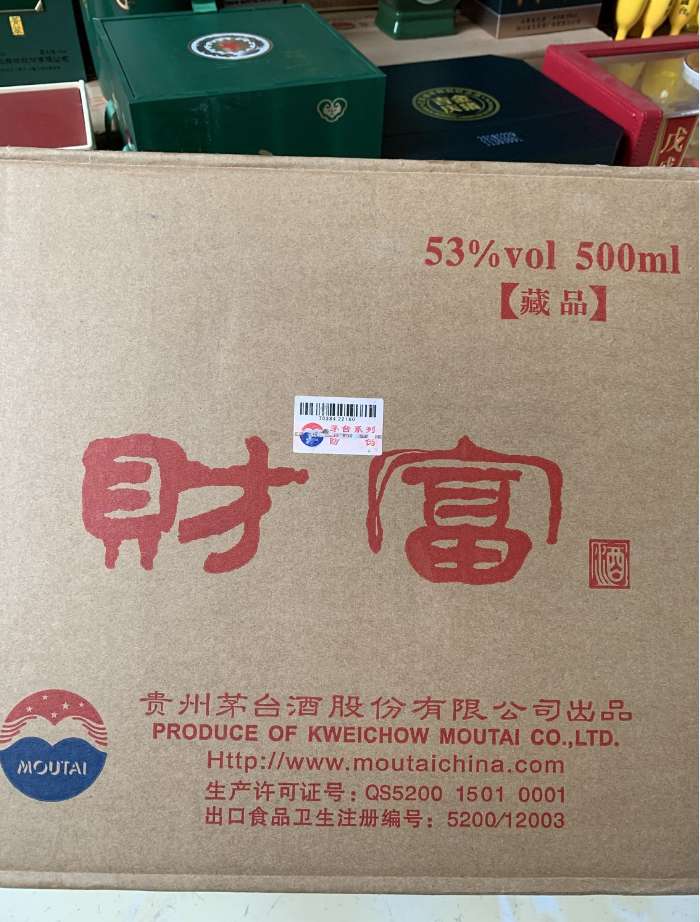 53%vol 500ml
【藏品】
茅台系列
財富
酒
MOUTAI
贵州茅台酒股份有限公司出品
PRODUCE OF KWEICHOW MOUTAI CO.,LTD.
Http://www.moutaichina.com
生产许可证号：QS5200 1501 0001
出口食品卫生注册编号：5200/12003